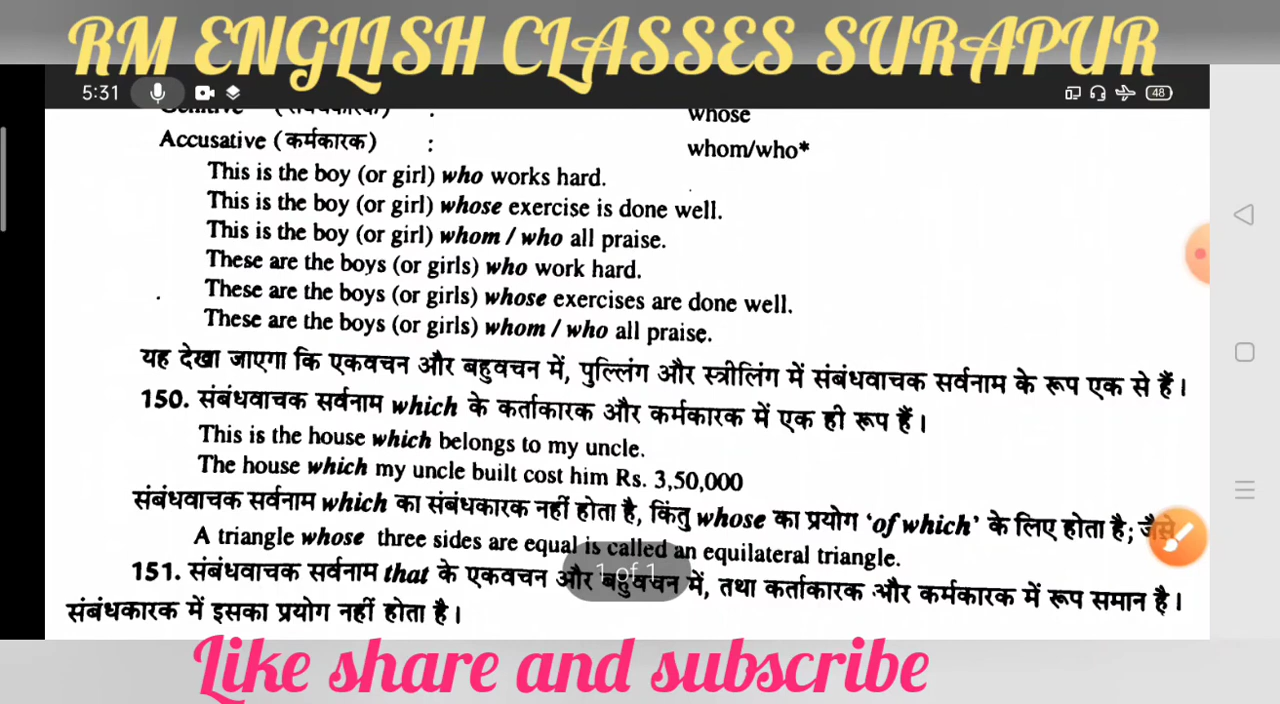 RM ENGLISH CLASSES SURAPUR
5:31
48
: whose
Accusative (कर्मकारक) : whom/who*
This is the boy (or girl) who works hard.
This is the boy (or girl) whose exercise is done well.
This is the boy (or girl) whom / who all praise.
These are the boys (or girls) who work hard.
These are the boys (or girls) whose exercises are done well.
These are the boys (or girls) whom / who all praise.
यह देखा जाएगा कि एकवचन और बहुवचन में, पुल्लिंग और स्त्रीलिंग में संबंधवाचक सर्वनाम के रूप एक से हैं।
150. संबंधवाचक सर्वनाम which के कर्ताकारक और कर्मकारक में एक ही रूप हैं।
This is the house which belongs to my uncle.
The house which my uncle built cost him Rs. 3,50,000
संबंधवाचक सर्वनाम which का संबंधकारक नहीं होता है, किंतु whose का प्रयोग ‘of which’ के लिए होता है; जैसे
A triangle whose three sides are equal is called an equilateral triangle.
1 of 1
151. संबंधवाचक सर्वनाम that के एकवचन और बहुवचन में, तथा कर्ताकारक और कर्मकारक में रूप समान है।
संबंधकारक में इसका प्रयोग नहीं होता है।
Like share and subscribe